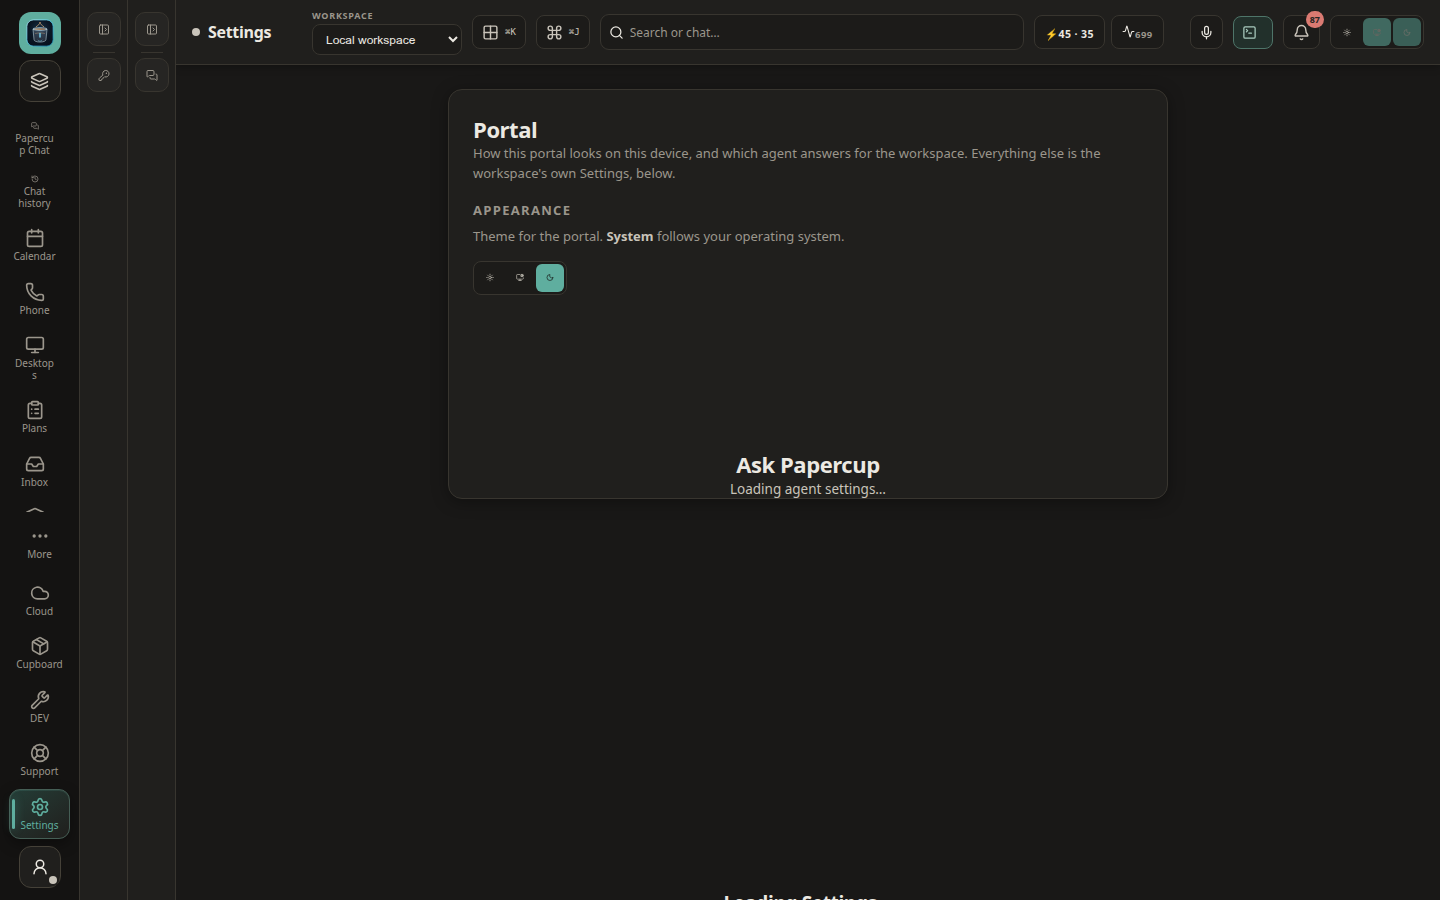 Papercu
p Chat
Chat
history
Calendar
Phone
Desktop
s
Plans
Inbox
More
Cloud
Cupboard
DEV
Support
Settings
Settings
WORKSPACE
Local workspace
⌘K
⌘J
Search or chat...
⚡45 · 35
699
87
Portal
How this portal looks on this device, and which agent answers for the workspace. Everything else is the
workspace's own Settings, below.
APPEARANCE
Theme for the portal. System follows your operating system.
Ask Papercup
Loading agent settings...
Loading Settings